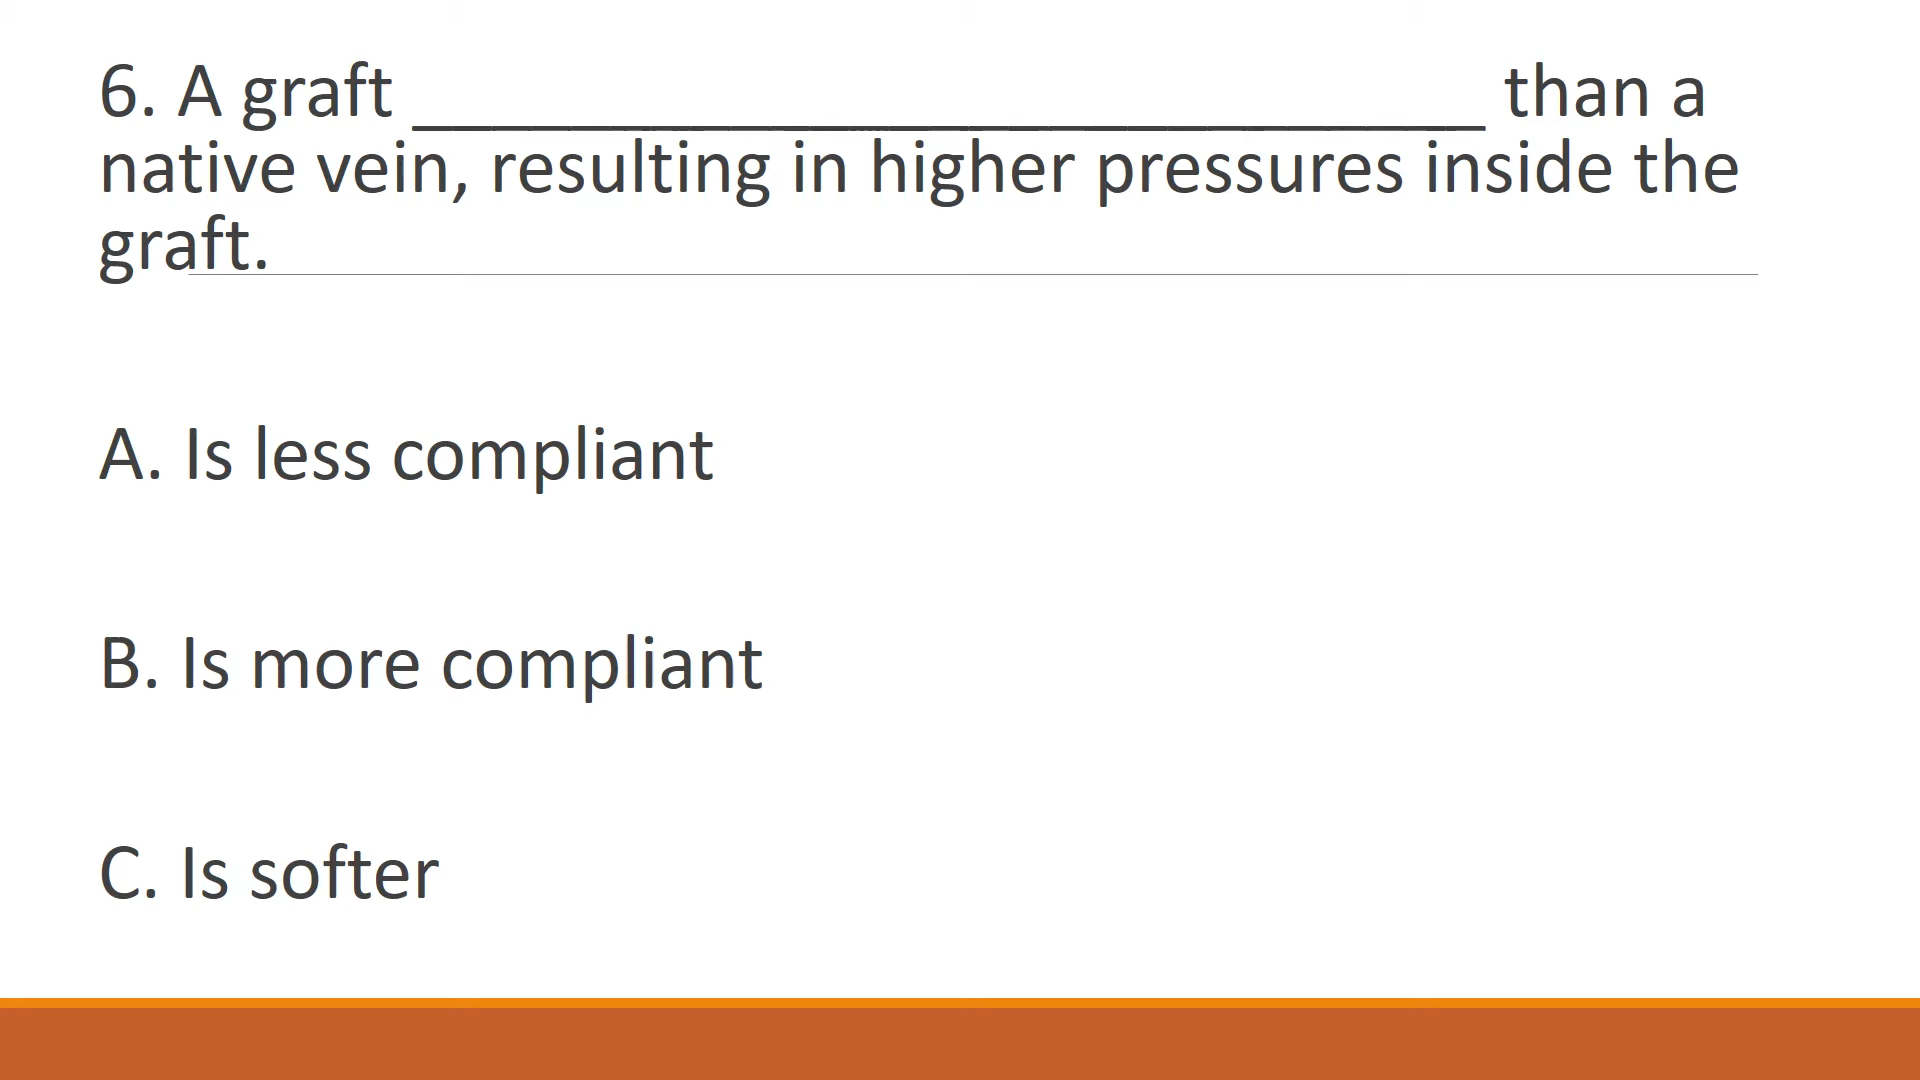 6. A graft ___________________________ than a
native vein, resulting in higher pressures inside the
graft.
A. Is less compliant
B. Is more compliant
C. Is softer